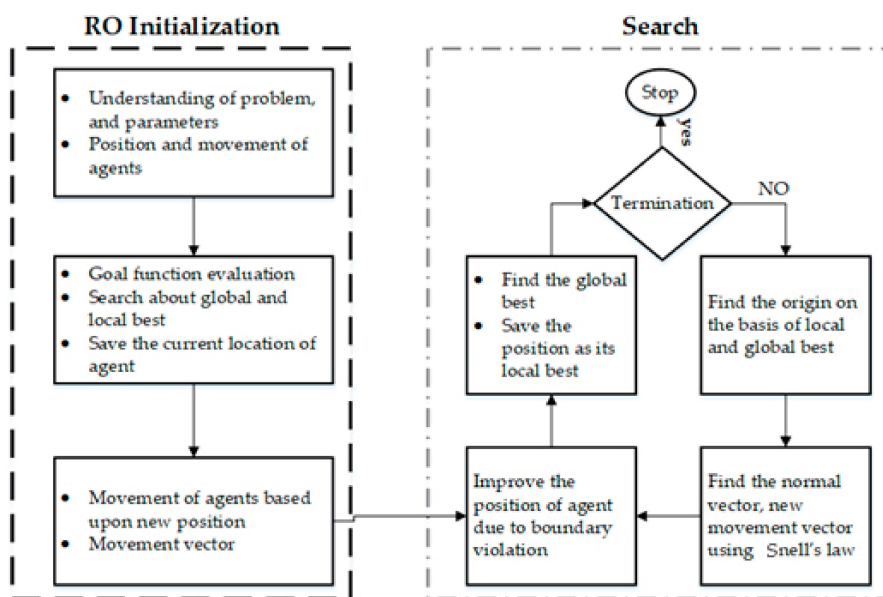 RO Initialization
• Understanding of problem,
and parameters
• Position and movement of
agents
• Goal function evaluation
• Search about global and
local best
• Save the current location of
agent
• Movement of agents based
upon new position
• Movement vector
Search
Stop
yes
Termination
NO
• Find the global
best
• Save the
position as its
local best
Find the origin on
the basis of local
and global best
Improve the
position of agent
due to boundary
violation
Find the normal
vector, new
movement vector
using Snell's law